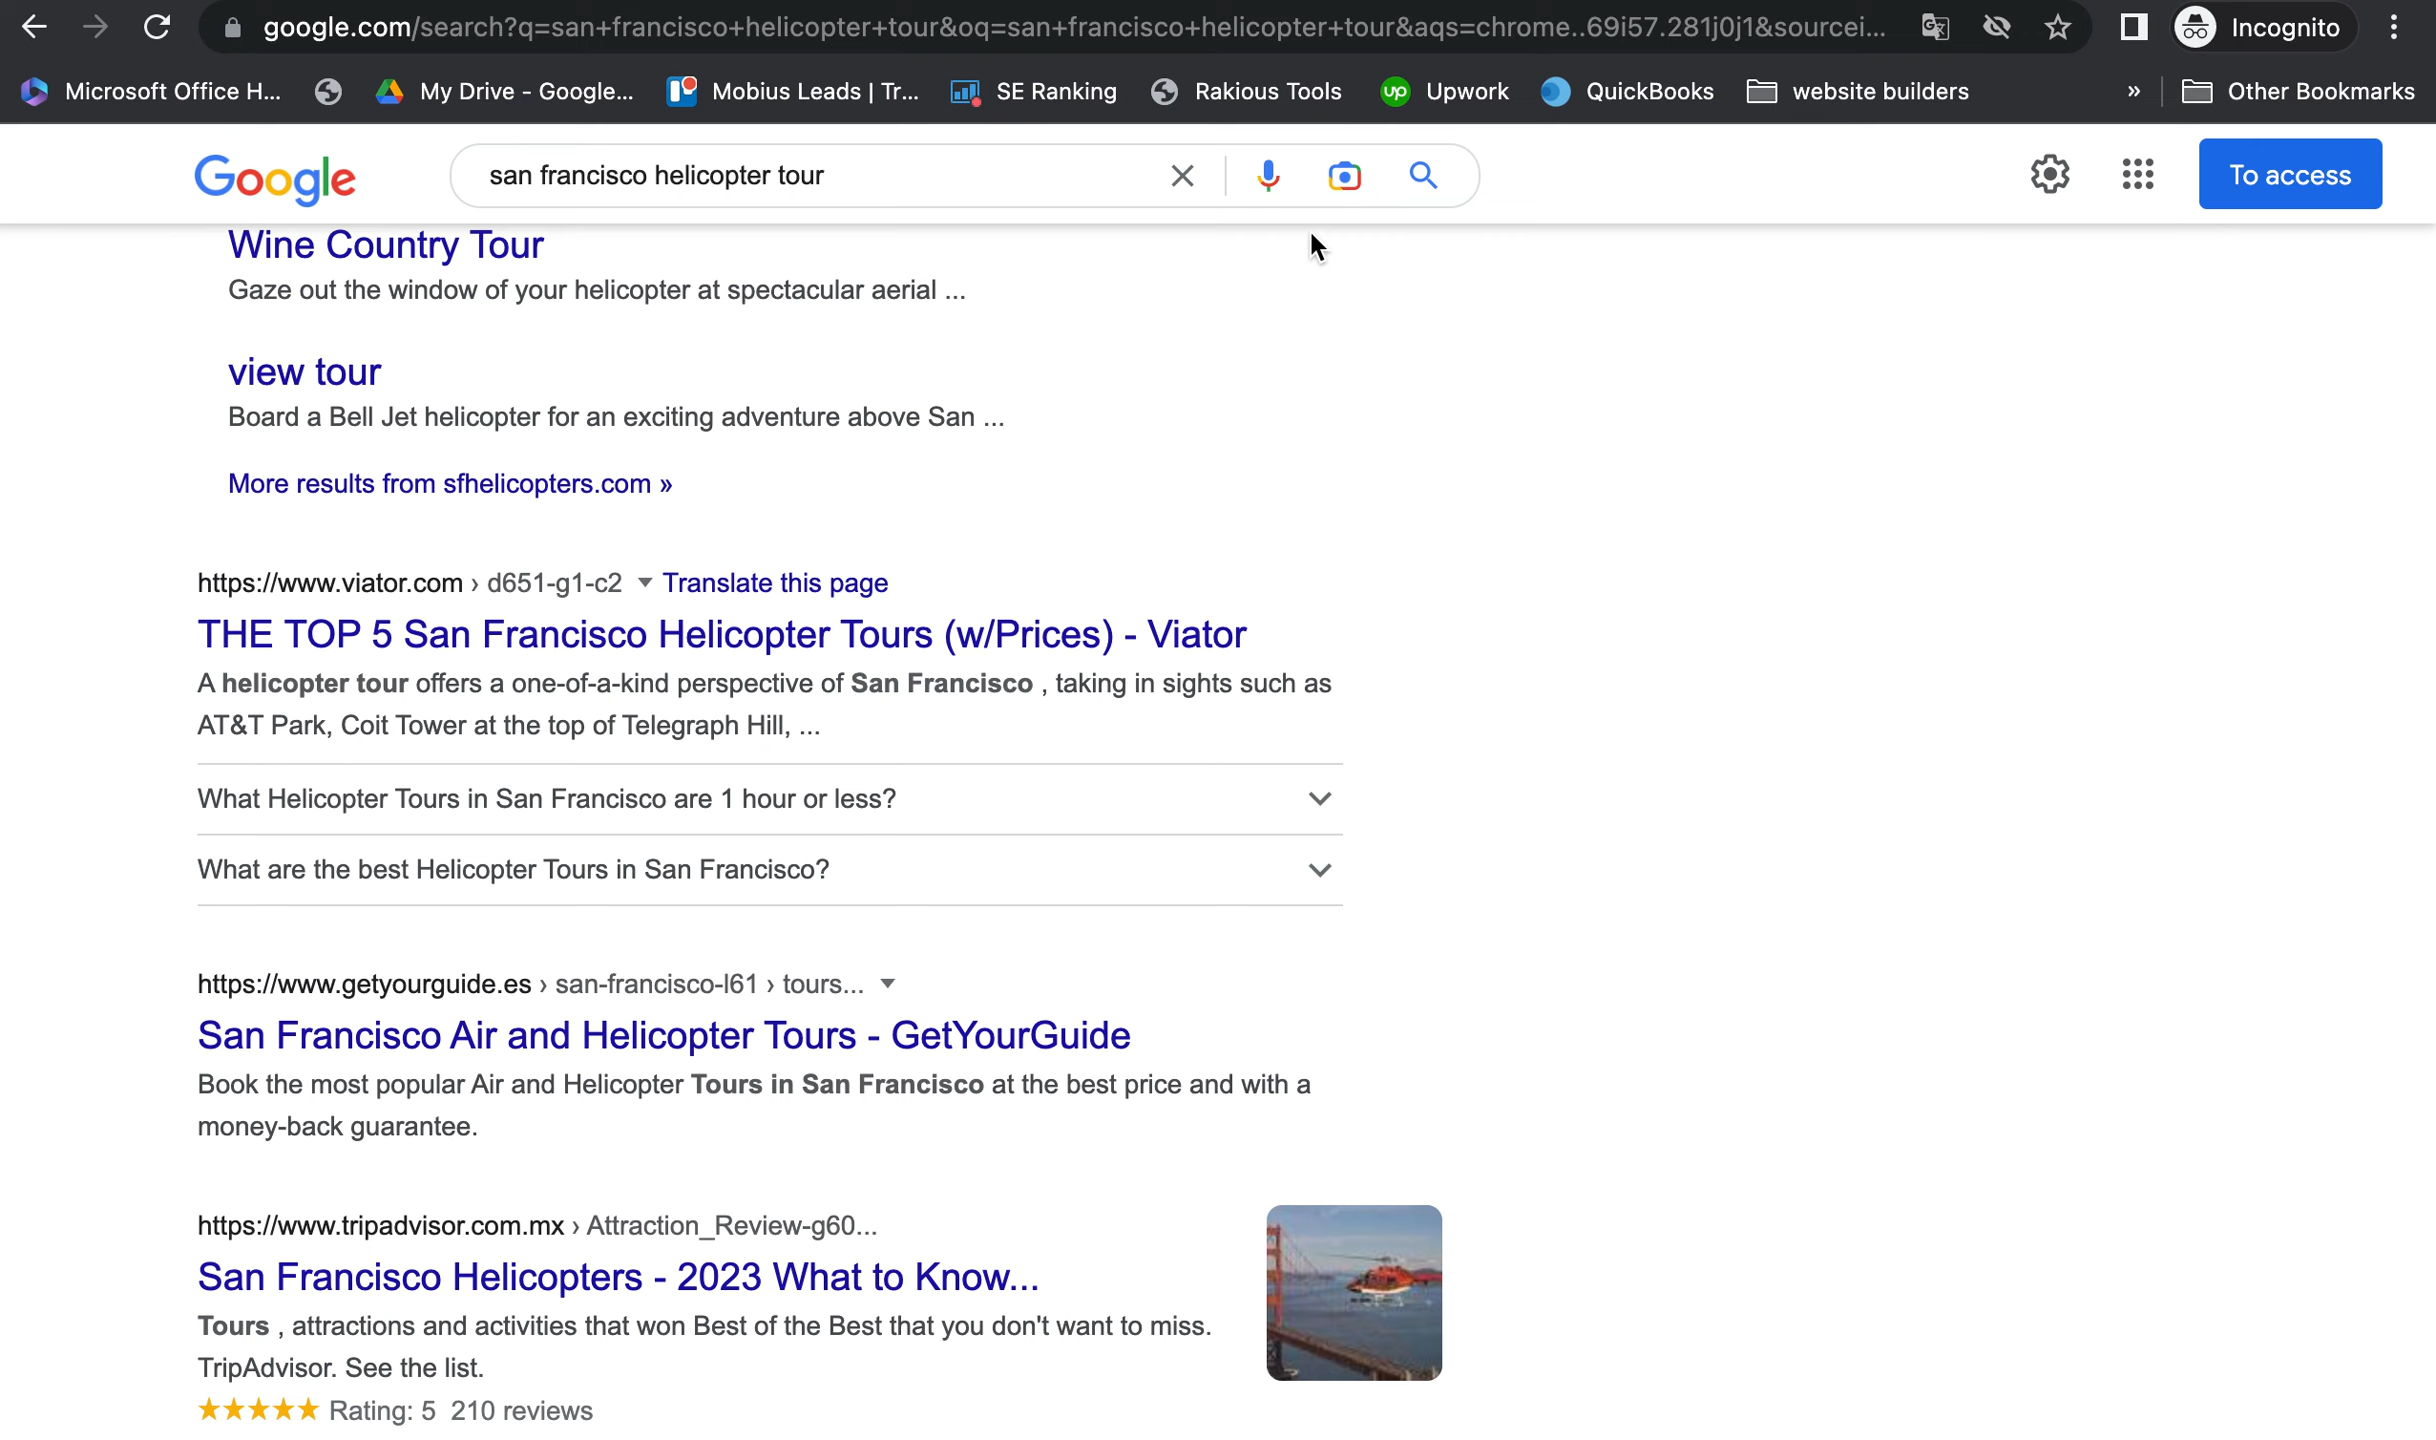 google.com/search?q=san+francisco+helicopter+tour&oq=san+francisco+helicopter+tour&aqs=chrome..69i57.281j0j1&sourcei...
Incognito
Microsoft Office H...
My Drive - Google...
Mobius Leads | Tr...
SE Ranking
Rakious Tools
up Upwork
QuickBooks
website builders
»
Other Bookmarks
Google
san francisco helicopter tour
To access
Wine Country Tour
Gaze out the window of your helicopter at spectacular aerial ...
view tour
Board a Bell Jet helicopter for an exciting adventure above San ...
More results from sfhelicopters.com »
https://www.viator.com › d651-g1-c2 Translate this page
THE TOP 5 San Francisco Helicopter Tours (w/Prices) - Viator
A helicopter tour offers a one-of-a-kind perspective of San Francisco , taking in sights such as
AT&T Park, Coit Tower at the top of Telegraph Hill, ...
What Helicopter Tours in San Francisco are 1 hour or less?
What are the best Helicopter Tours in San Francisco?
https://www.getyourguide.es › san-francisco-l61 › tours...
San Francisco Air and Helicopter Tours - GetYourGuide
Book the most popular Air and Helicopter Tours in San Francisco at the best price and with a
money-back guarantee.
https://www.tripadvisor.com.mx › Attraction_Review-g60...
San Francisco Helicopters - 2023 What to Know...
Tours , attractions and activities that won Best of the Best that you don't want to miss.
TripAdvisor. See the list.
★★★★★ Rating: 5 210 reviews